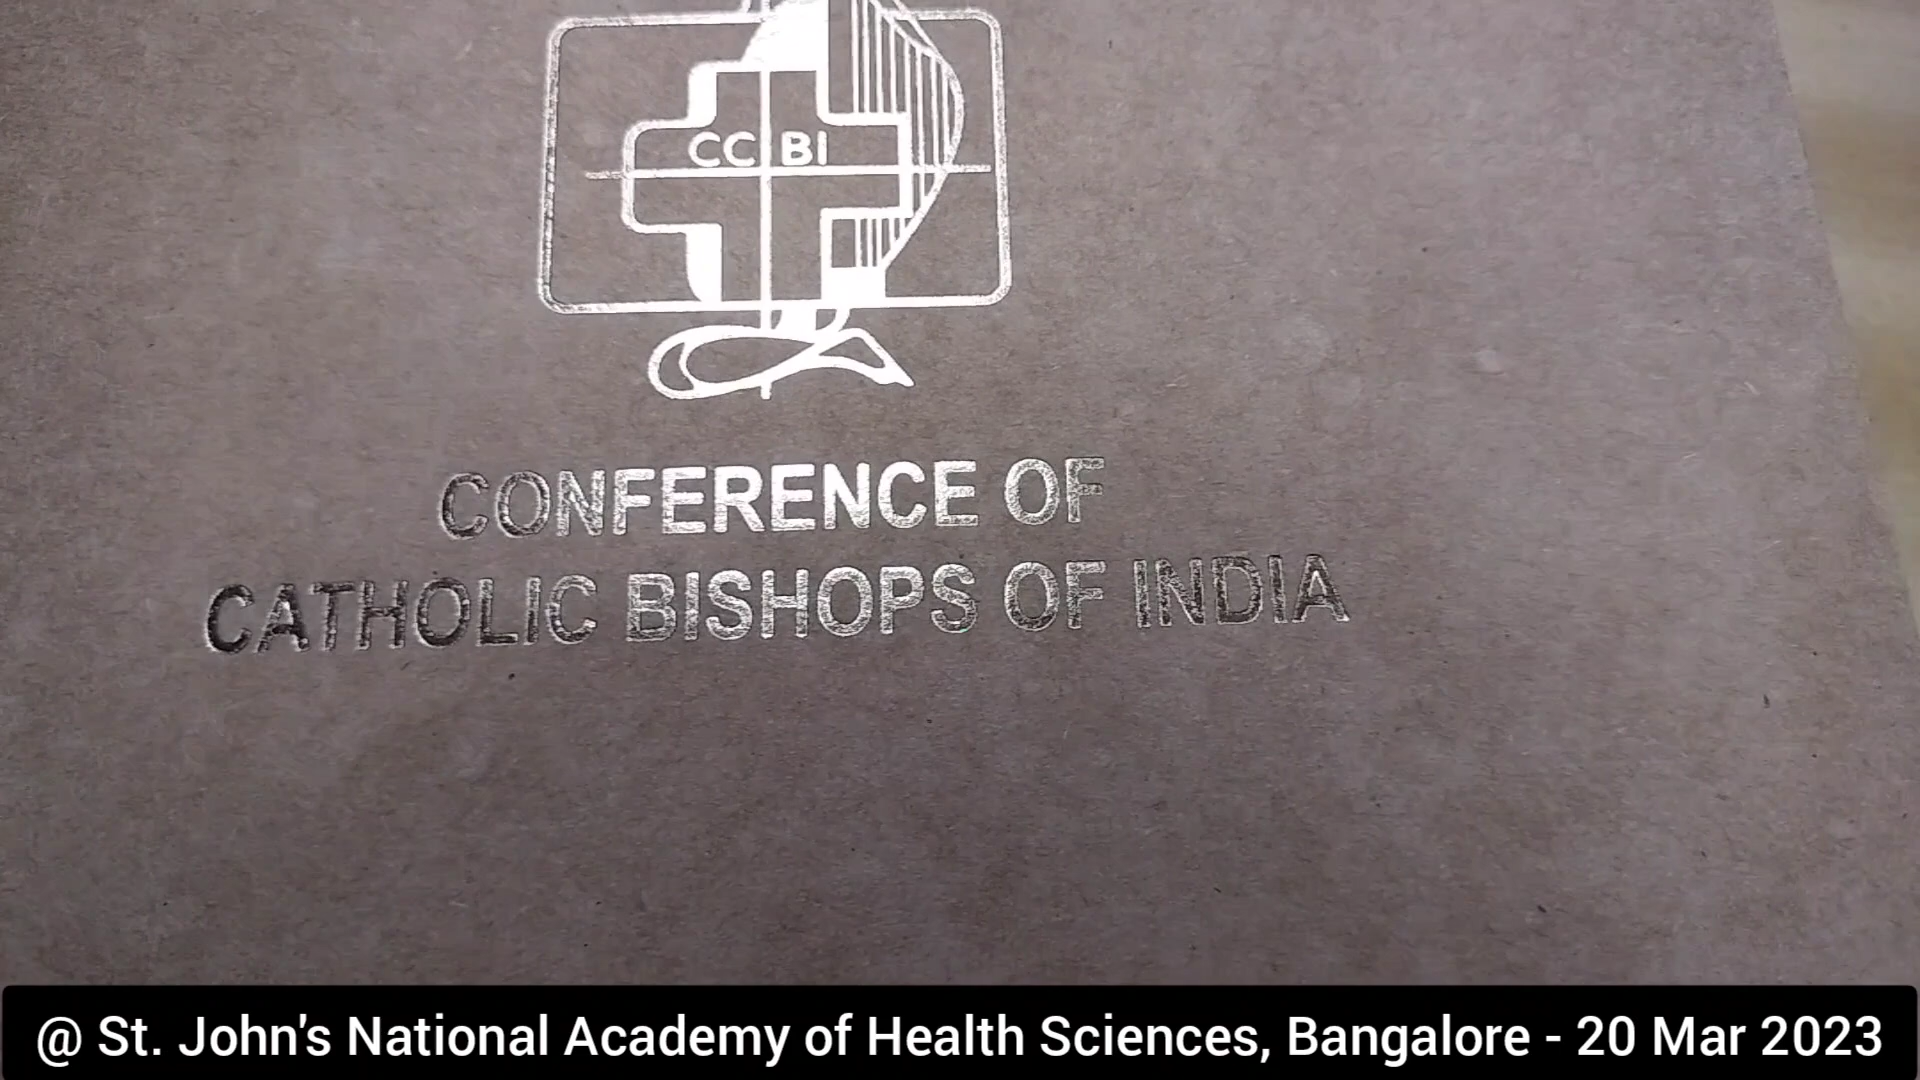 CCBI
CONFERENCE OF
CATHOLIC BISHOPS OF INDIA
@ St. John's National Academy of Health Sciences, Bangalore - 20 Mar 2023